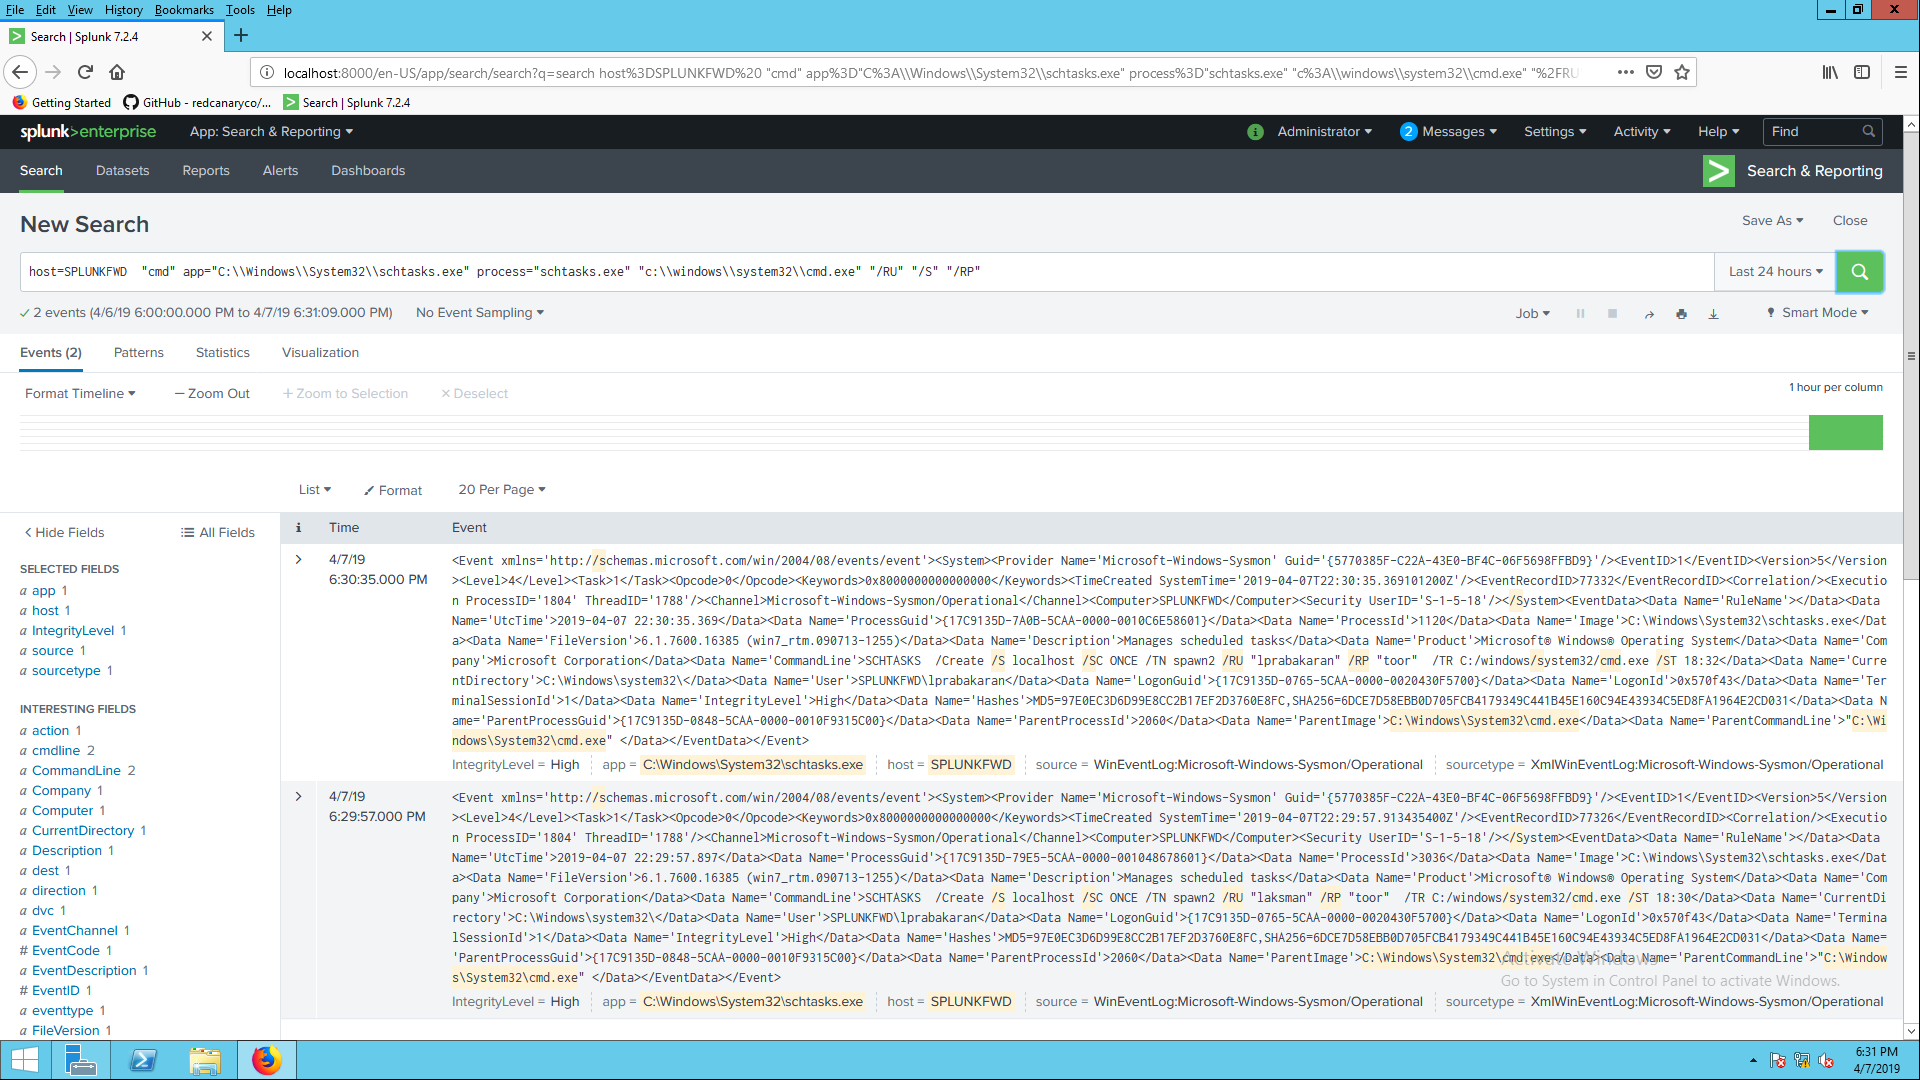 File Edit View History Bookmarks Tools Help
Search | Splunk 7.2.4
localhost:8000/en-US/app/search/search?q=search host%3DSPLUNKFWD%20 "cmd" app%3D"C%3A\\Windows\\System32\\schtasks.exe" process%3D"schtasks.exe" "c%3A\\windows\\system32\\cmd.exe" "%2FRU
Getting Started GitHub - redcanaryco/... Search | Splunk 7.2.4
splunk>enterprise App: Search & Reporting i Administrator 2 Messages Settings Activity Help Find
Search Datasets Reports Alerts Dashboards Search & Reporting
New Search Save As Close
host=SPLUNKFWD  "cmd" app="C:\\Windows\\System32\\schtasks.exe" process="schtasks.exe" "c:\\windows\\system32\\cmd.exe" "/RU" "/S" "/RP" Last 24 hours
2 events (4/6/19 6:00:00.000 PM to 4/7/19 6:31:09.000 PM) No Event Sampling Job Smart Mode
Events (2) Patterns Statistics Visualization
Format Timeline — Zoom Out + Zoom to Selection × Deselect 1 hour per column
List Format 20 Per Page
< Hide Fields All Fields
SELECTED FIELDS
a app 1
a host 1
a IntegrityLevel 1
a source 1
a sourcetype 1
INTERESTING FIELDS
a action 1
a cmdline 2
a CommandLine 2
a Company 1
a Computer 1
a CurrentDirectory 1
a Description 1
a dest 1
a direction 1
a dvc 1
a EventChannel 1
# EventCode 1
a EventDescription 1
# EventID 1
a eventtype 1
a FileVersion 1
i Time Event
4/7/19
6:30:35.000 PM
<Event xmlns='http://schemas.microsoft.com/win/2004/08/events/event'><System><Provider Name='Microsoft-Windows-Sysmon' Guid='{5770385F-C22A-43E0-BF4C-06F5698FFBD9}'/><EventID>1</EventID><Version>5</Version
><Level>4</Level><Task>1</Task><Opcode>0</Opcode><Keywords>0x8000000000000000</Keywords><TimeCreated SystemTime='2019-04-07T22:30:35.369101200Z'/><EventRecordID>77332</EventRecordID><Correlation/><Executio
n ProcessID='1804' ThreadID='1788'/><Channel>Microsoft-Windows-Sysmon/Operational</Channel><Computer>SPLUNKFWD</Computer><Security UserID='S-1-5-18'/></System><EventData><Data Name='RuleName'></Data><Data
Name='UtcTime'>2019-04-07 22:30:35.369</Data><Data Name='ProcessGuid'>{17C9135D-7A0B-5CAA-0000-0010C6E58601}</Data><Data Name='ProcessId'>1120</Data><Data Name='Image'>C:\Windows\System32\schtasks.exe</Dat
a><Data Name='FileVersion'>6.1.7600.16385 (win7_rtm.090713-1255)</Data><Data Name='Description'>Manages scheduled tasks</Data><Data Name='Product'>Microsoft® Windows® Operating System</Data><Data Name='Com
pany'>Microsoft Corporation</Data><Data Name='CommandLine'>SCHTASKS  /Create /S localhost /SC ONCE /TN spawn2 /RU "lprabakaran" /RP "toor"  /TR C:/windows/system32/cmd.exe /ST 18:32</Data><Data Name='Curre
ntDirectory'>C:\Windows\system32\</Data><Data Name='User'>SPLUNKFWD\lprabakaran</Data><Data Name='LogonGuid'>{17C9135D-0765-5CAA-0000-0020430F5700}</Data><Data Name='LogonId'>0x570f43</Data><Data Name='Ter
minalSessionId'>1</Data><Data Name='IntegrityLevel'>High</Data><Data Name='Hashes'>MD5=97E0EC3D6D99E8CC2B17EF2D3760E8FC,SHA256=6DCE7D58EBB0D705FCB4179349C441B45E160C94E43934C5ED8FA1964E2CD031</Data><Data N
ame='ParentProcessGuid'>{17C9135D-0848-5CAA-0000-0010F9315C00}</Data><Data Name='ParentProcessId'>2060</Data><Data Name='ParentImage'>C:\Windows\System32\cmd.exe</Data><Data Name='ParentCommandLine'>"C:\Wi
ndows\System32\cmd.exe" </Data></EventData></Event>
IntegrityLevel = High app = C:\Windows\System32\schtasks.exe host = SPLUNKFWD source = WinEventLog:Microsoft-Windows-Sysmon/Operational sourcetype = XmlWinEventLog:Microsoft-Windows-Sysmon/Operational
4/7/19
6:29:57.000 PM
<Event xmlns='http://schemas.microsoft.com/win/2004/08/events/event'><System><Provider Name='Microsoft-Windows-Sysmon' Guid='{5770385F-C22A-43E0-BF4C-06F5698FFBD9}'/><EventID>1</EventID><Version>5</Version
><Level>4</Level><Task>1</Task><Opcode>0</Opcode><Keywords>0x8000000000000000</Keywords><TimeCreated SystemTime='2019-04-07T22:29:57.913435400Z'/><EventRecordID>77326</EventRecordID><Correlation/><Executio
n ProcessID='1804' ThreadID='1788'/><Channel>Microsoft-Windows-Sysmon/Operational</Channel><Computer>SPLUNKFWD</Computer><Security UserID='S-1-5-18'/></System><EventData><Data Name='RuleName'></Data><Data
Name='UtcTime'>2019-04-07 22:29:57.897</Data><Data Name='ProcessGuid'>{17C9135D-79E5-5CAA-0000-001048678601}</Data><Data Name='ProcessId'>3036</Data><Data Name='Image'>C:\Windows\System32\schtasks.exe</Dat
a><Data Name='FileVersion'>6.1.7600.16385 (win7_rtm.090713-1255)</Data><Data Name='Description'>Manages scheduled tasks</Data><Data Name='Product'>Microsoft® Windows® Operating System</Data><Data Name='Com
pany'>Microsoft Corporation</Data><Data Name='CommandLine'>SCHTASKS  /Create /S localhost /SC ONCE /TN spawn2 /RU "laksman" /RP "toor"  /TR C:/windows/system32/cmd.exe /ST 18:30</Data><Data Name='CurrentDi
rectory'>C:\Windows\system32\</Data><Data Name='User'>SPLUNKFWD\lprabakaran</Data><Data Name='LogonGuid'>{17C9135D-0765-5CAA-0000-0020430F5700}</Data><Data Name='LogonId'>0x570f43</Data><Data Name='Termina
lSessionId'>1</Data><Data Name='IntegrityLevel'>High</Data><Data Name='Hashes'>MD5=97E0EC3D6D99E8CC2B17EF2D3760E8FC,SHA256=6DCE7D58EBB0D705FCB4179349C441B45E160C94E43934C5ED8FA1964E2CD031</Data><Data Name=
'ParentProcessGuid'>{17C9135D-0848-5CAA-0000-0010F9315C00}</Data><Data Name='ParentProcessId'>2060</Data><Data Name='ParentImage'>C:\Windows\System32\cmd.exe</Data><Data Name='ParentCommandLine'>"C:\Window
s\System32\cmd.exe" </Data></EventData></Event>
IntegrityLevel = High app = C:\Windows\System32\schtasks.exe host = SPLUNKFWD source = WinEventLog:Microsoft-Windows-Sysmon/Operational sourcetype = XmlWinEventLog:Microsoft-Windows-Sysmon/Operational
Activate Windows
Go to System in Control Panel to activate Windows.
6:31 PM
4/7/2019